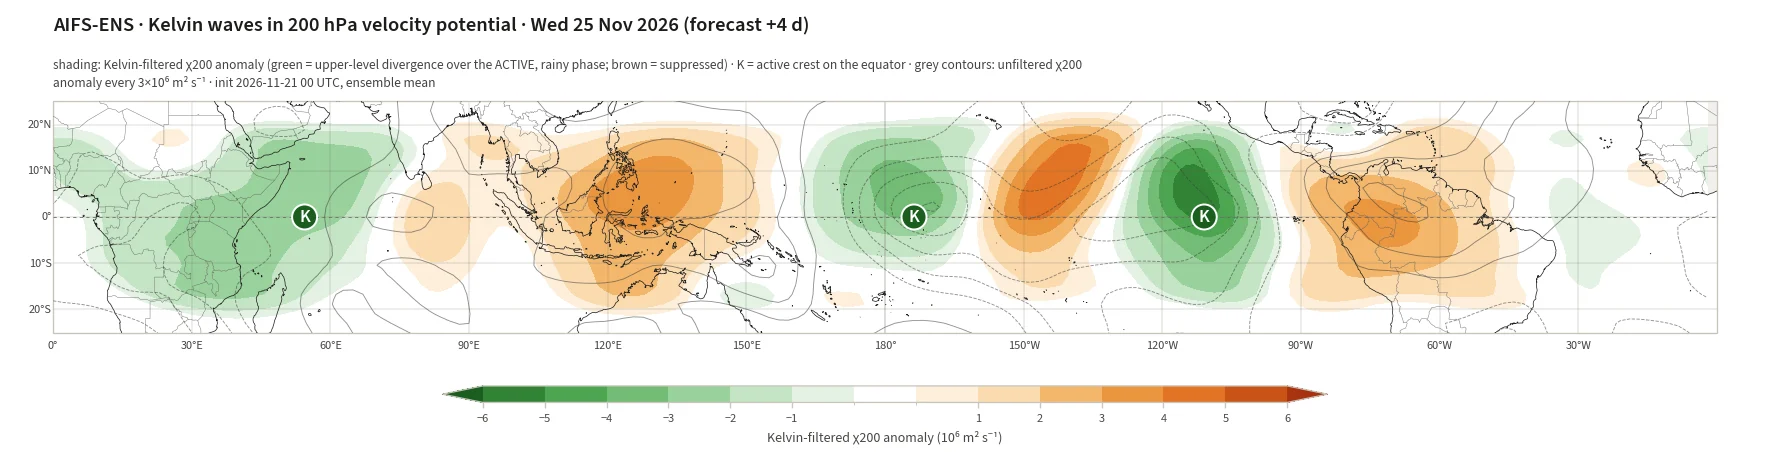 AIFS-ENS · Kelvin waves in 200 hPa velocity potential · Wed 25 Nov 2026 (forecast +4 d)
shading: Kelvin-filtered χ200 anomaly (green = upper-level divergence over the ACTIVE, rainy phase; brown = suppressed) · K = active crest on the equator · grey contours: unfiltered χ200
anomaly every 3×10⁶ m² s⁻¹ · init 2026-11-21 00 UTC, ensemble mean
20°N
10°N
0°
10°S
20°S
K K K
0° 30°E 60°E 90°E 120°E 150°E 180° 150°W 120°W 90°W 60°W 30°W
−6 −5 −4 −3 −2 −1 1 2 3 4 5 6
Kelvin-filtered χ200 anomaly (10⁶ m² s⁻¹)